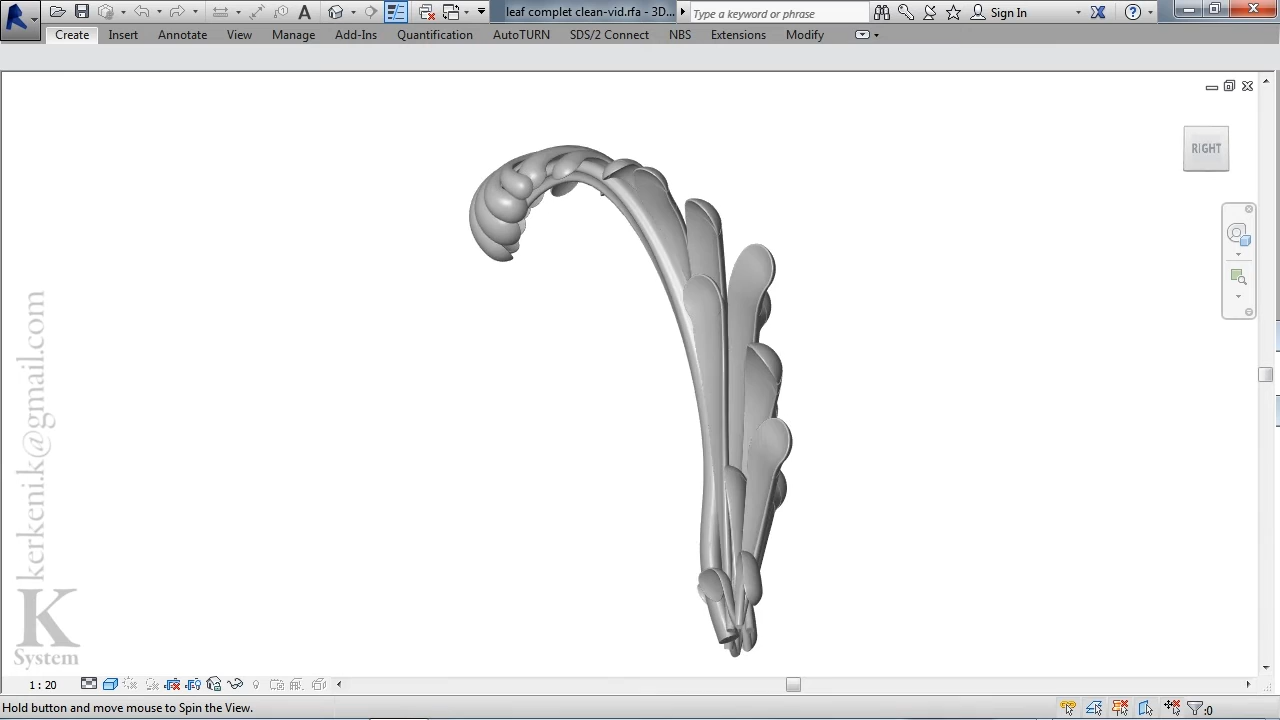 leaf complet clean-vid.rfa - 3D...
Type a keyword or phrase
Sign In
Create Insert Annotate View Manage Add-Ins Quantification AutoTURN SDS/2 Connect NBS Extensions Modify
RIGHT
kerkeni.k@gmail.com
K
System
1 : 20
Hold button and move mouse to Spin the View.
:0